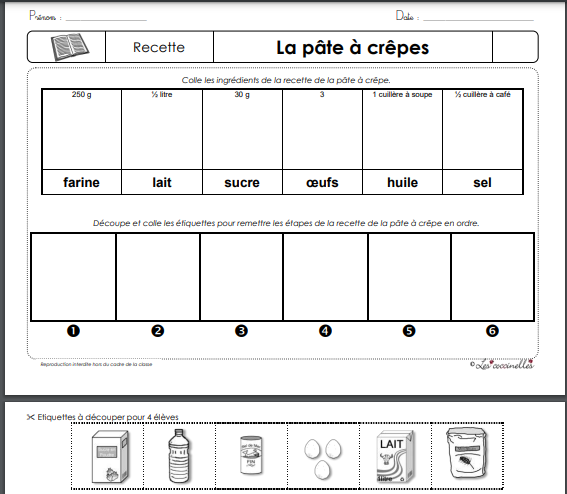 Prénom : ____________________ Date : ____________________
Recette
La pâte à crêpes
Colle les ingrédients de la recette de la pâte à crêpe.
250 g ½ litre 30 g 3 1 cuillère à soupe ½ cuillère à café
farine lait sucre œufs huile sel
Découpe et colle les étiquettes pour remettre les étapes de la recette de la pâte à crêpe en ordre.
❶ ❷ ❸ ❹ ❺ ❻
Reproduction interdite hors du cadre de la classe
© Les coccinelles
✂ Etiquettes à découper pour 4 élèves
FIN
LAIT